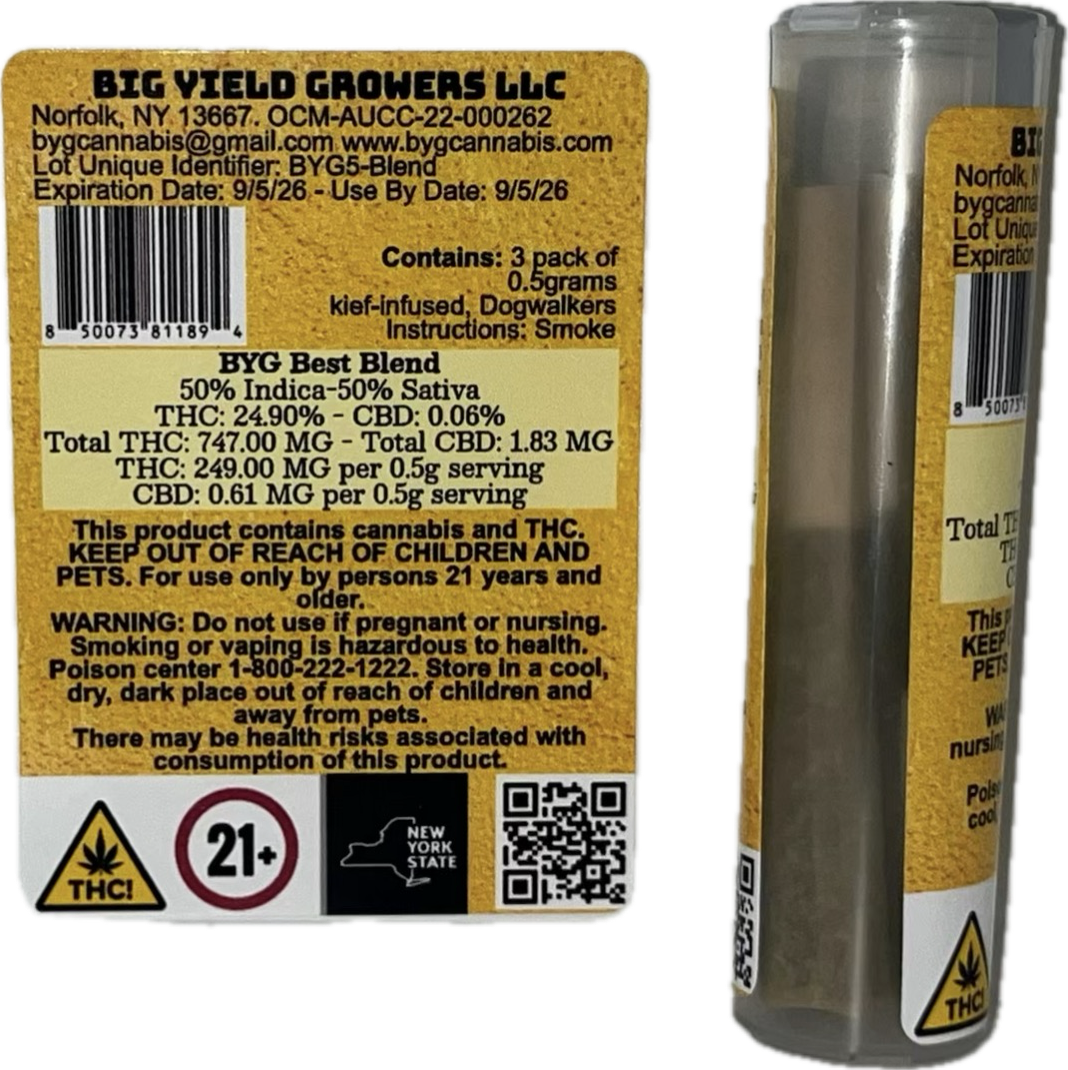 BIG YIELD GROWERS LLC
Norfolk, NY 13667. OCM-AUCC-22-000262
bygcannabis@gmail.com www.bygcannabis.com
Lot Unique Identifier: BYG5-Blend
Expiration Date: 9/5/26 - Use By Date: 9/5/26
8 50073 81189 4
Contains: 3 pack of
0.5grams
kief-infused, Dogwalkers
Instructions: Smoke
BYG Best Blend
50% Indica-50% Sativa
THC: 24.90% - CBD: 0.06%
Total THC: 747.00 MG - Total CBD: 1.83 MG
THC: 249.00 MG per 0.5g serving
CBD: 0.61 MG per 0.5g serving
This product contains cannabis and THC.
KEEP OUT OF REACH OF CHILDREN AND
PETS. For use only by persons 21 years and
older.
WARNING: Do not use if pregnant or nursing.
Smoking or vaping is hazardous to health.
Poison center 1-800-222-1222. Store in a cool,
dry, dark place out of reach of children and
away from pets.
There may be health risks associated with
consumption of this product.
THC!
21+
NEW
YORK
STATE
BIG
Norfolk, N
bygcanna
Lot Uniqu
Expiration
8 50073
Total TH
TH
C
This p
KEEP
PETS
WA
nursing
Poiso
cool,
THC!